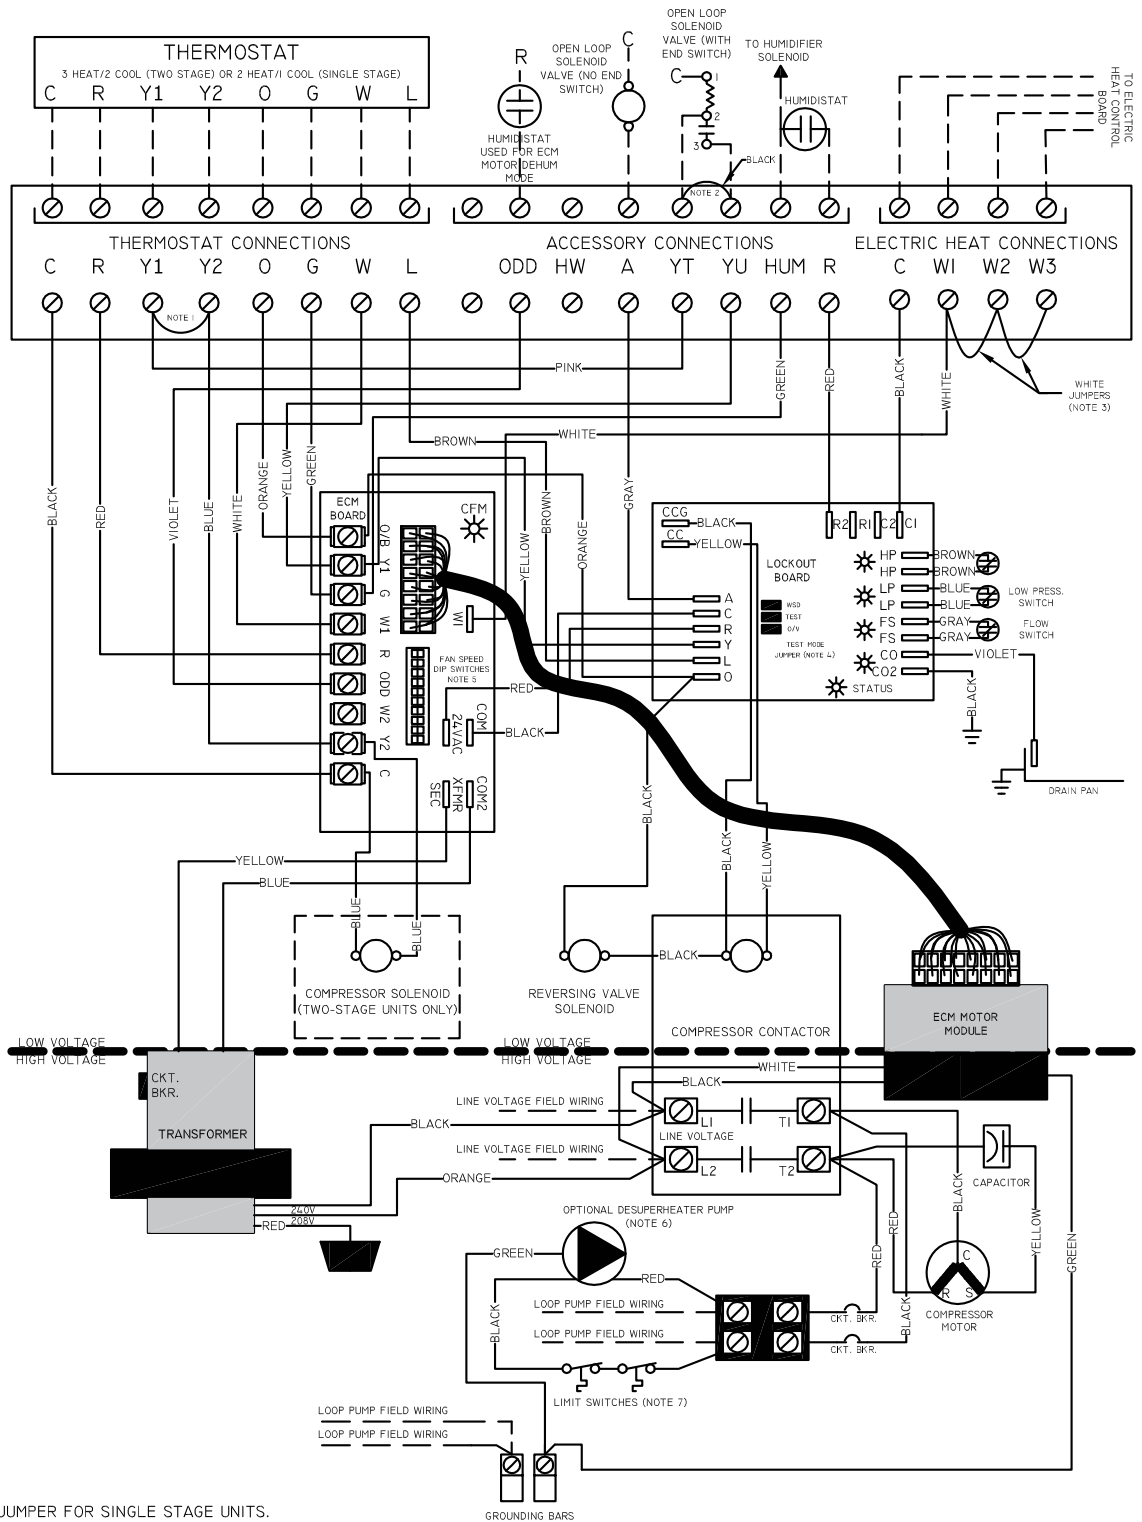 THERMOSTAT
3 HEAT/2 COOL (TWO STAGE) OR 2 HEAT/1 COOL (SINGLE STAGE)
C R Y1 Y2 O G W L
R
HUMIDISTAT
USED FOR ECM
MOTOR DEHUM
MODE
OPEN LOOP
SOLENOID
VALVE (NO END
SWITCH)
C
OPEN LOOP
SOLENOID
VALVE (WITH
END SWITCH)
C
1
2
3
BLACK
NOTE 2
TO HUMIDIFIER
SOLENOID
HUMIDISTAT
TO ELECTRIC
HEAT CONTROL
BOARD
THERMOSTAT CONNECTIONS
ACCESSORY CONNECTIONS
ELECTRIC HEAT CONNECTIONS
C R Y1 Y2 O G W L
ODD HW A YT YU HUM R
C W1 W2 W3
NOTE 1
PINK
GREEN
RED
BLACK
WHITE
WHITE
JUMPERS
(NOTE 3)
WHITE
BROWN
BLACK
RED
VIOLET
BLUE
WHITE
ORANGE
YELLOW
GREEN
GRAY
BROWN
YELLOW
ORANGE
ECM
BOARD
CFM
O/B
Y1
G
W1
R
ODD
W2
Y2
C
W1
FAN SPEED
DIP SWITCHES
NOTE 5
RED
24VAC
COM
BLACK
SEC
XFMR
COM2
CCG
BLACK
CC
YELLOW
LOCKOUT
BOARD
WSD
TEST
O/V
TEST MODE
JUMPER (NOTE 4)
A
C
R
Y
L
O
R2 R1 C2 C1
HP BROWN
HP BROWN
LP BLUE
LP BLUE
FS GRAY
FS GRAY
CO VIOLET
CO2
STATUS
LOW PRESS.
SWITCH
FLOW
SWITCH
BLACK
DRAIN PAN
BLACK
BLACK
YELLOW
YELLOW
BLUE
BLUE
BLUE
COMPRESSOR SOLENOID
(TWO-STAGE UNITS ONLY)
REVERSING VALVE
SOLENOID
BLACK
COMPRESSOR CONTACTOR
ECM MOTOR
MODULE
LOW VOLTAGE
HIGH VOLTAGE
LOW VOLTAGE
HIGH VOLTAGE
CKT.
BKR.
TRANSFORMER
WHITE
BLACK
LINE VOLTAGE FIELD WIRING
BLACK
L1
T1
LINE VOLTAGE
LINE VOLTAGE FIELD WIRING
L2
T2
ORANGE
240V
208V
RED
CAPACITOR
BLACK
YELLOW
GREEN
RED
RED
BLACK
C
R S
COMPRESSOR
MOTOR
OPTIONAL DESUPERHEATER PUMP
(NOTE 6)
GREEN
RED
BLACK
LOOP PUMP FIELD WIRING
CKT. BKR.
LOOP PUMP FIELD WIRING
CKT. BKR.
LIMIT SWITCHES (NOTE 7)
LOOP PUMP FIELD WIRING
LOOP PUMP FIELD WIRING
GROUNDING BARS
JUMPER FOR SINGLE STAGE UNITS.